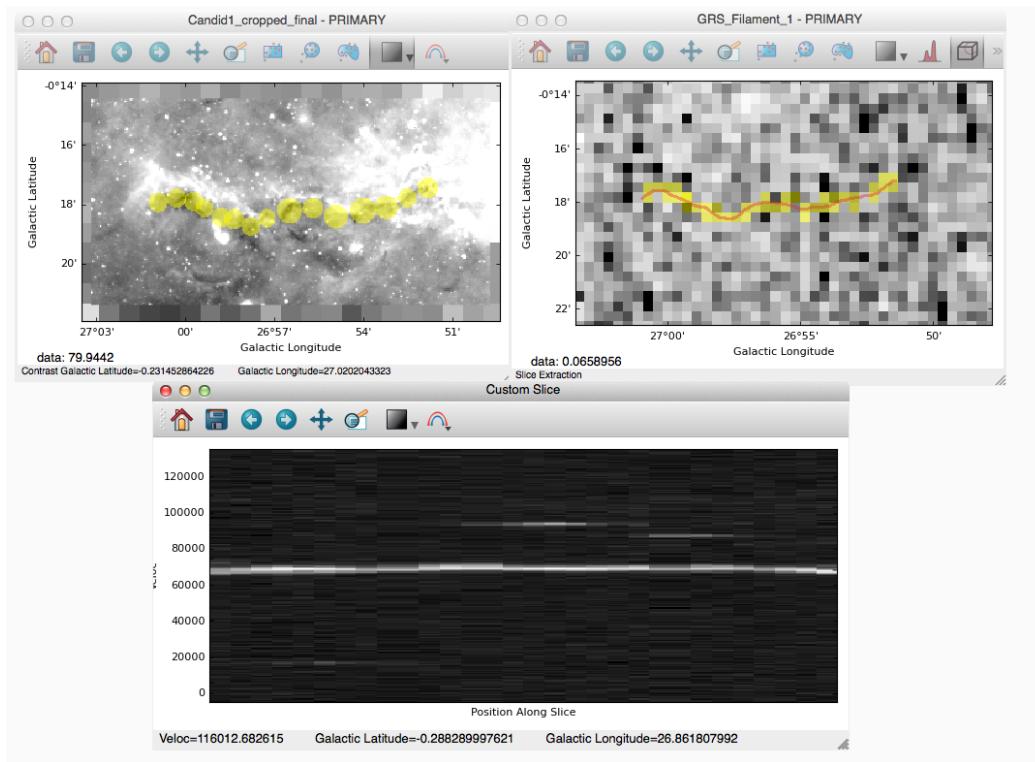 Candid1_cropped_final - PRIMARY
-0°14'
16'
18'
20'
Galactic Latitude
27°03'
00'
26°57'
54'
51'
Galactic Longitude
data: 79.9442
Contrast Galactic Latitude=-0.231452864226 Galactic Longitude=27.0202043323
GRS_Filament_1 - PRIMARY
»
-0°14'
16'
18'
20'
22'
Galactic Latitude
27°00'
26°55'
50'
Galactic Longitude
data: 0.0658956
Slice Extraction
Custom Slice
120000
100000
80000
60000
40000
20000
0
Veloc
Position Along Slice
Veloc=116012.682615 Galactic Latitude=-0.288289997621 Galactic Longitude=26.861807992